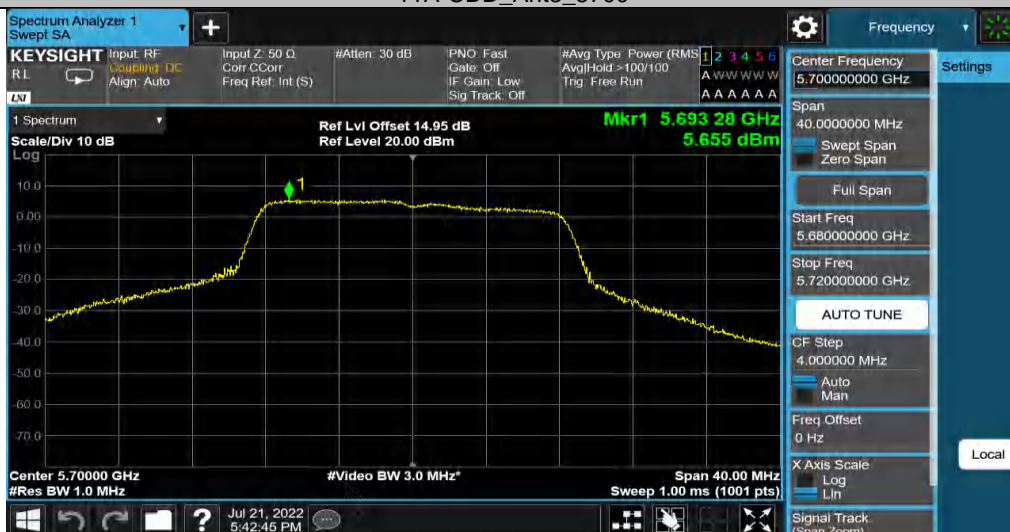 Spectrum Analyzer 1
Swept SA
+
Frequency
KEYSIGHT
RL
LXI
Input: RF
Coupling: DC
Align: Auto
Input Z: 50 Ω
Corr CCorr
Freq Ref: Int (S)
#Atten: 30 dB
PNO: Fast
Gate: Off
IF Gain: Low
Sig Track: Off
#Avg Type: Power (RMS
Avg|Hold: >100/100
Trig: Free Run
1 2 3 4 5 6
A W W W W W
A A A A A A
1 Spectrum
Scale/Div 10 dB
Log
Ref Lvl Offset 14.95 dB
Ref Level 20.00 dBm
Mkr1 5.693 28 GHz
5.655 dBm
1
10.0
0.00
-10.0
-20.0
-30.0
-40.0
-50.0
-60.0
-70.0
Center 5.70000 GHz
#Res BW 1.0 MHz
#Video BW 3.0 MHz*
Span 40.00 MHz
Sweep 1.00 ms (1001 pts)
?
Jul 21, 2022
5:42:45 PM
Center Frequency
5.700000000 GHz
Span
40.0000000 MHz
Swept Span
Zero Span
Full Span
Start Freq
5.680000000 GHz
Stop Freq
5.720000000 GHz
AUTO TUNE
CF Step
4.000000 MHz
Auto
Man
Freq Offset
0 Hz
X Axis Scale
Log
Lin
Signal Track
(Span Zoom)
Settings
Local